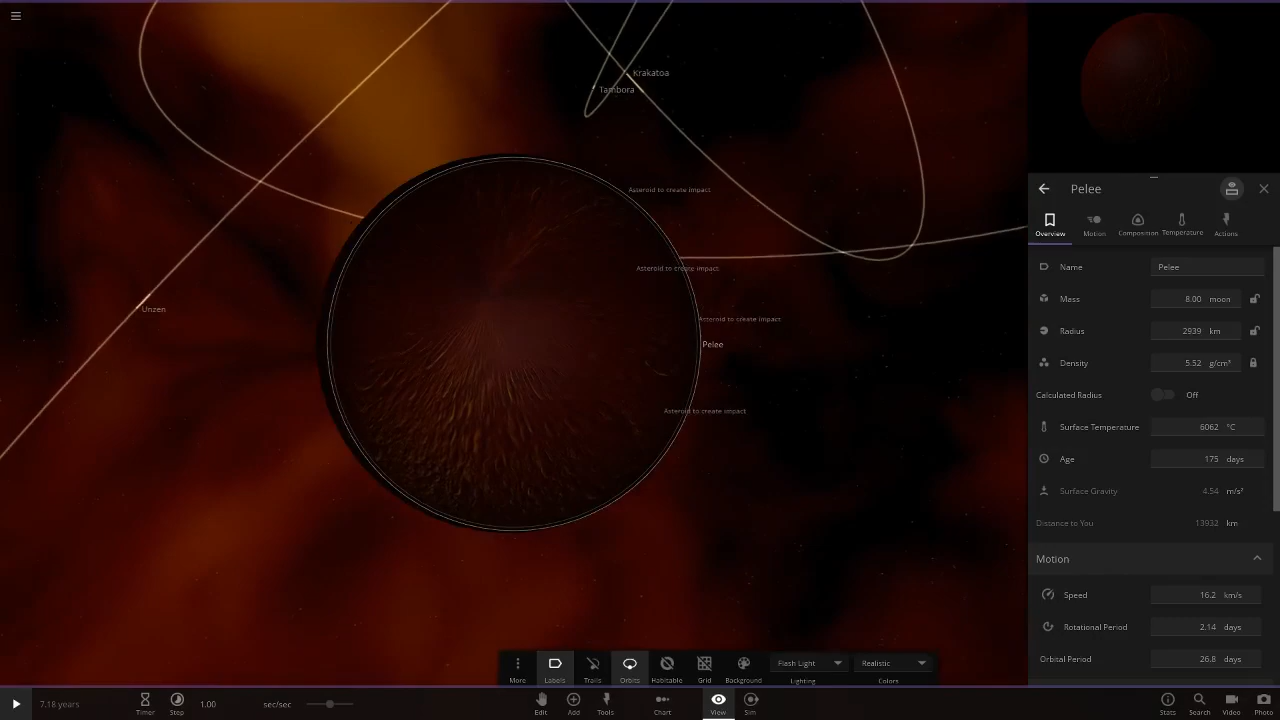 Krakatoa
Tambora
Asteroid to create impact
Asteroid to create impact
Unzen
Asteroid to create impact
Pelee
Asteroid to create impact
Pelee
Overview
Motion
Composition
Temperature
Actions
Name Pelee
Mass 8.00 moon
Radius 2939 km
Density 5.52 g/cm³
Calculated Radius Off
Surface Temperature 6062 °C
Age 175 days
Surface Gravity 4.54 m/s²
Distance to You 13932 km
Motion
Speed 16.2 km/s
Rotational Period 2.14 days
Orbital Period 26.8 days
More
Labels
Trails
Orbits
Habitable
Grid
Background
Flash Light
Lighting
Realistic
Colors
7.18 years
Timer
Step
1.00 sec/sec
Edit
Add
Tools
Chart
View
Sim
Stats
Search
Video
Photo